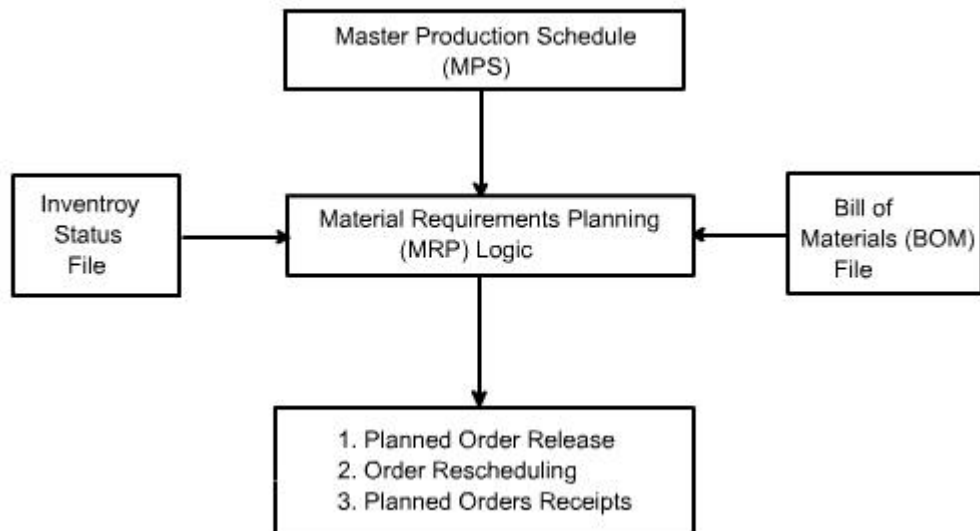 Master Production Schedule
(MPS)
Inventroy
Status
File
Material Requirements Planning
(MRP) Logic
Bill of
Materials (BOM)
File
1. Planned Order Release
2. Order Rescheduling
3. Planned Orders Receipts